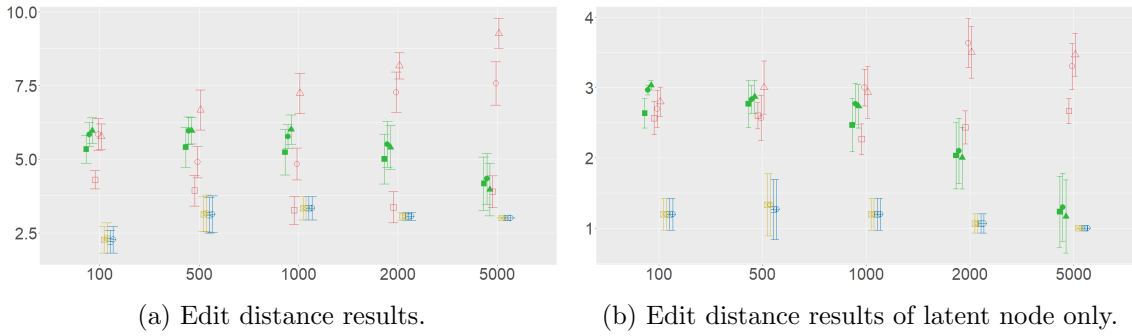 10.0
7.5
5.0
2.5
100 500 1000 2000 5000
(a) Edit distance results.
4
3
2
1
100 500 1000 2000 5000
(b) Edit distance results of latent node only.